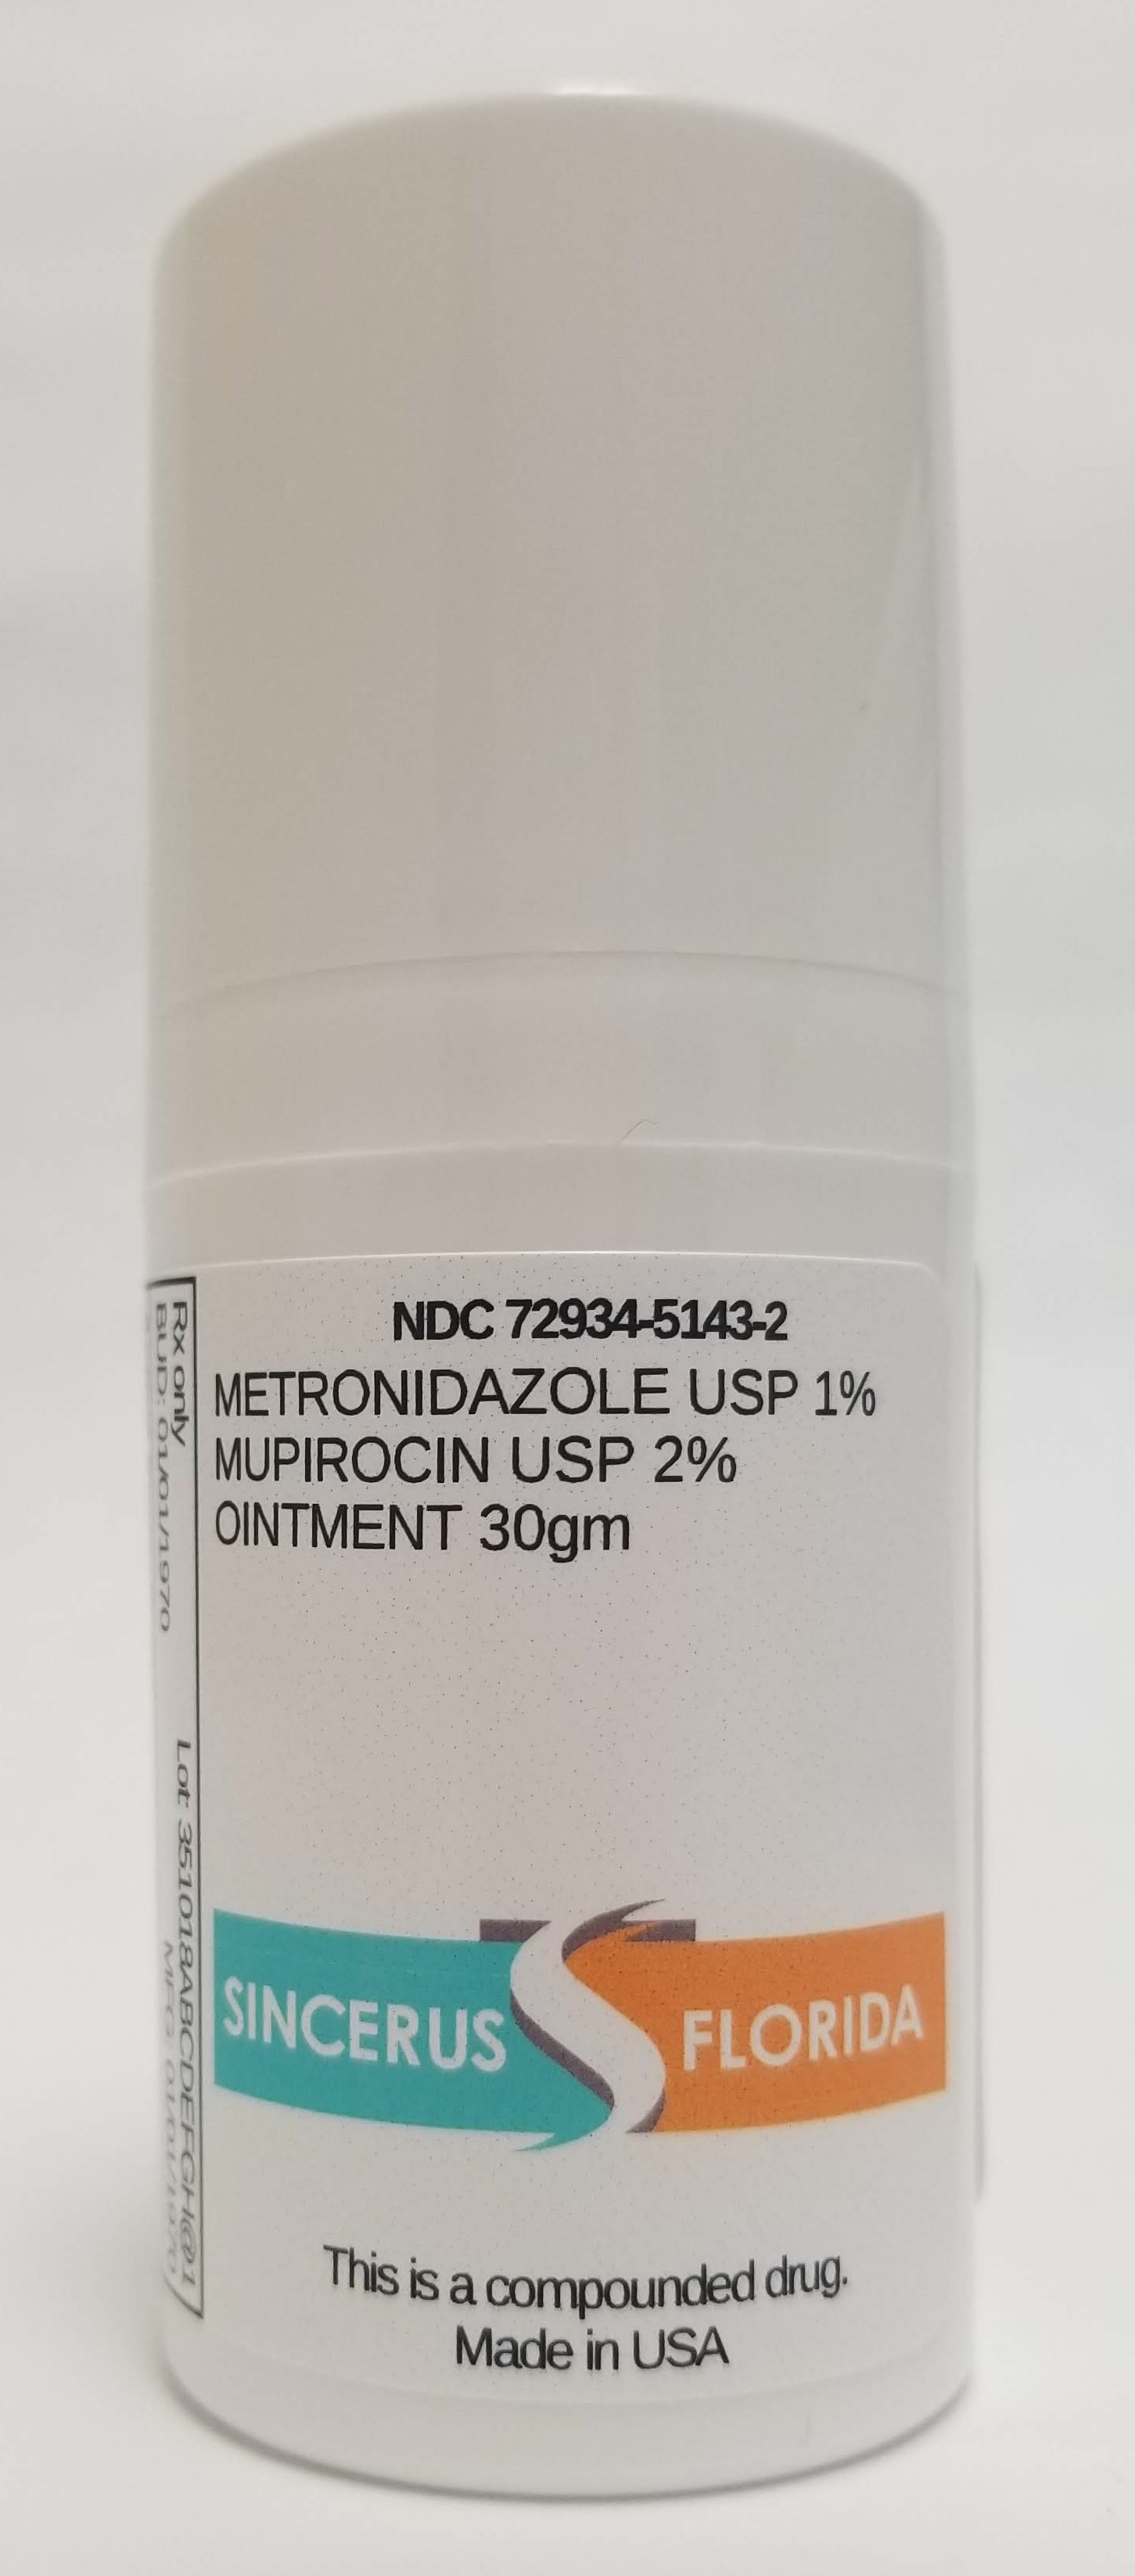 NDC 72934-5143-2
METRONIDAZOLE USP 1%
MUPIROCIN USP 2%
OINTMENT 30gm
SINCERUS FLORIDA
This is a compounded drug.
Made in USA
Rx only
Lot: 351018ABCDEFGHI@1
BUD: 01/01/1970
MFG: 01/01/1970